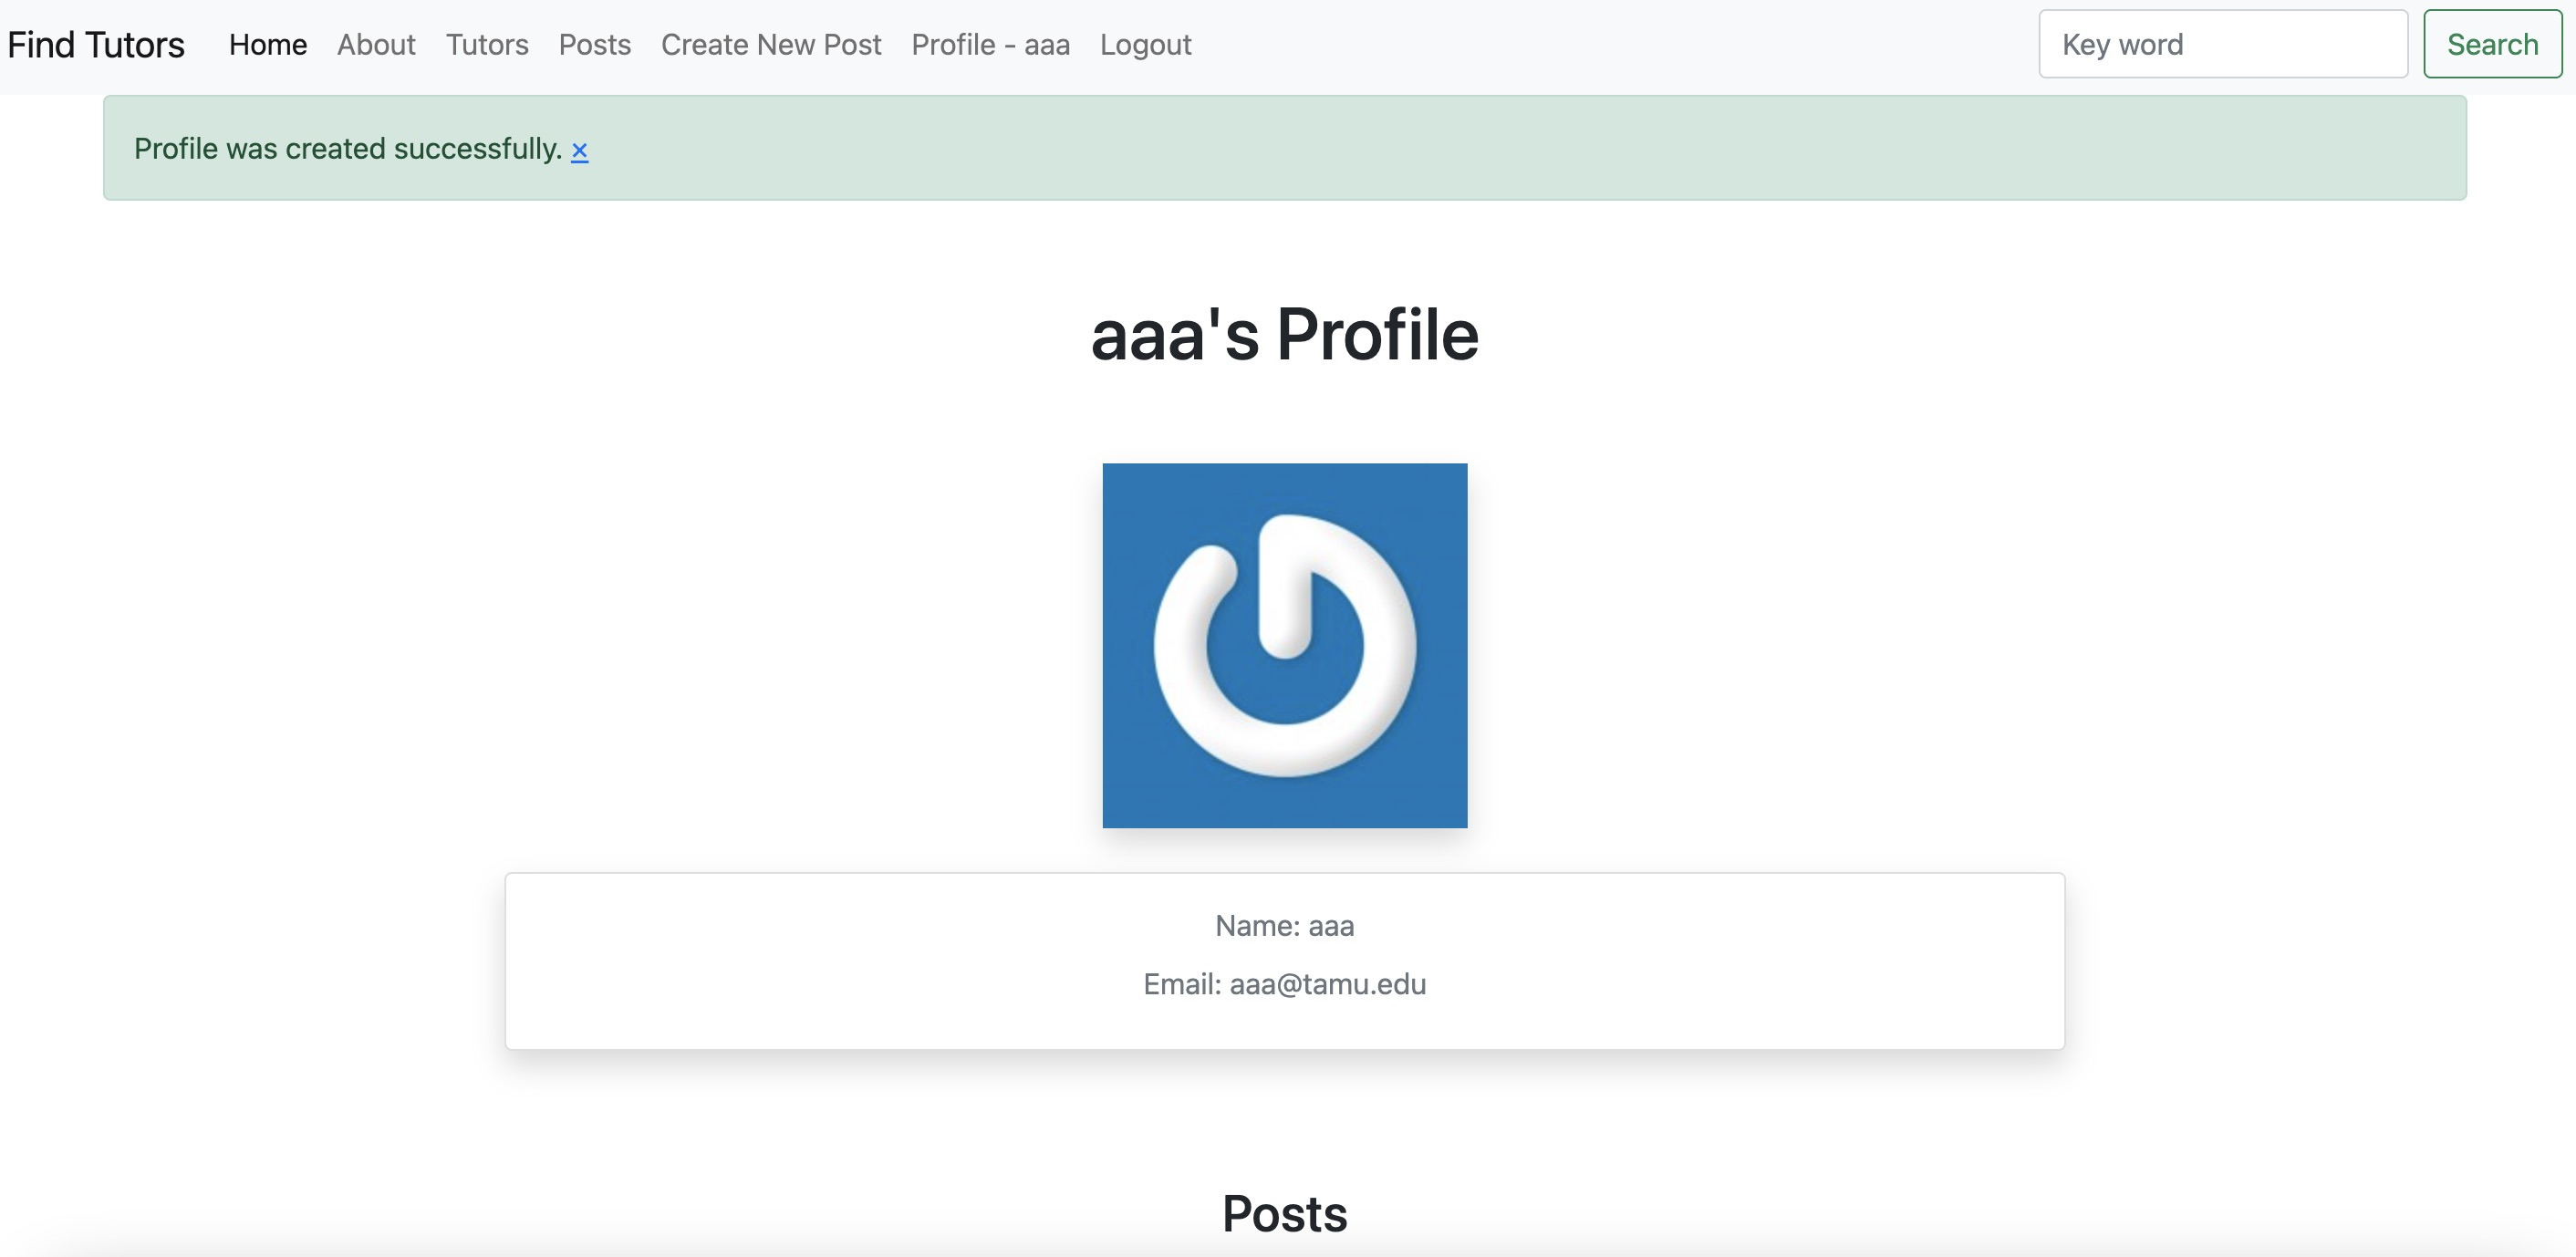 Find Tutors Home About Tutors Posts Create New Post Profile - aaa Logout Key word Search
Profile was created successfully. ×
aaa's Profile
Name: aaa
Email: aaa@tamu.edu
Posts